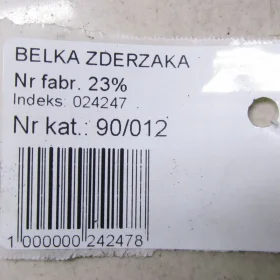 BELKA ZDERZAKA
Nr fabr. 23%
Indeks: 024247
Nr kat.: 90/012
1 000000 242478